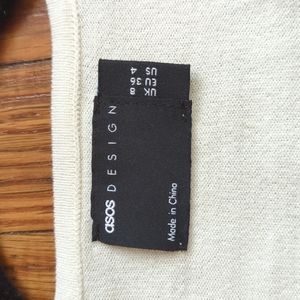 UK 8
EU 36
US 4
asos DESIGN
Made in China